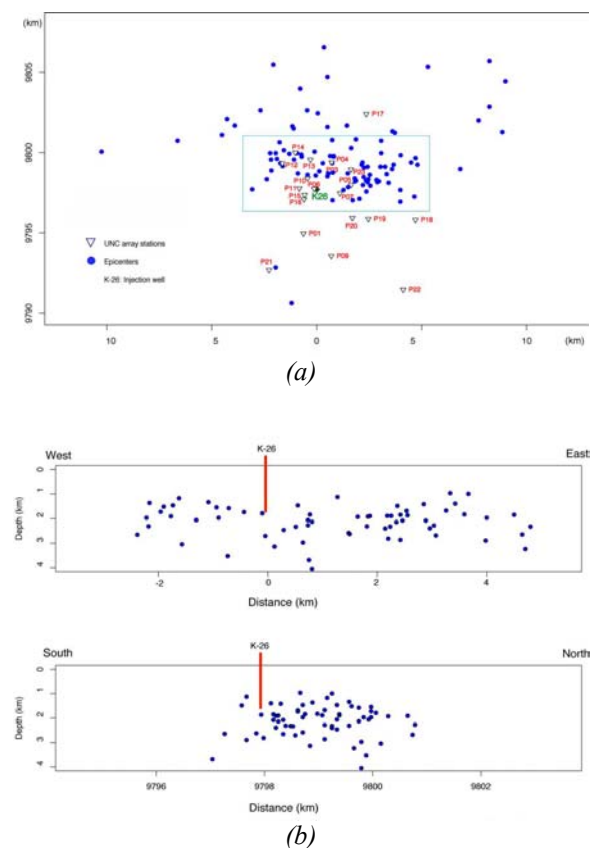 (km)
9805
9800
9795
9790
P17
P14
P12
P13
P04
P03
P10
P11
P06
P15
P16
K26
P07
P20
P19
P18
P01
P09
P21
P22
UNC array stations
Epicenters
K-26: Injection well
10 5 0 5 10 (km)
(a)
West K-26 East
Depth (km)
0
1
2
3
4
-2 0 2 4
Distance (km)
South K-26 North
Depth (km)
0
1
2
3
4
9796 9798 9800 9802
Distance (km)
(b)